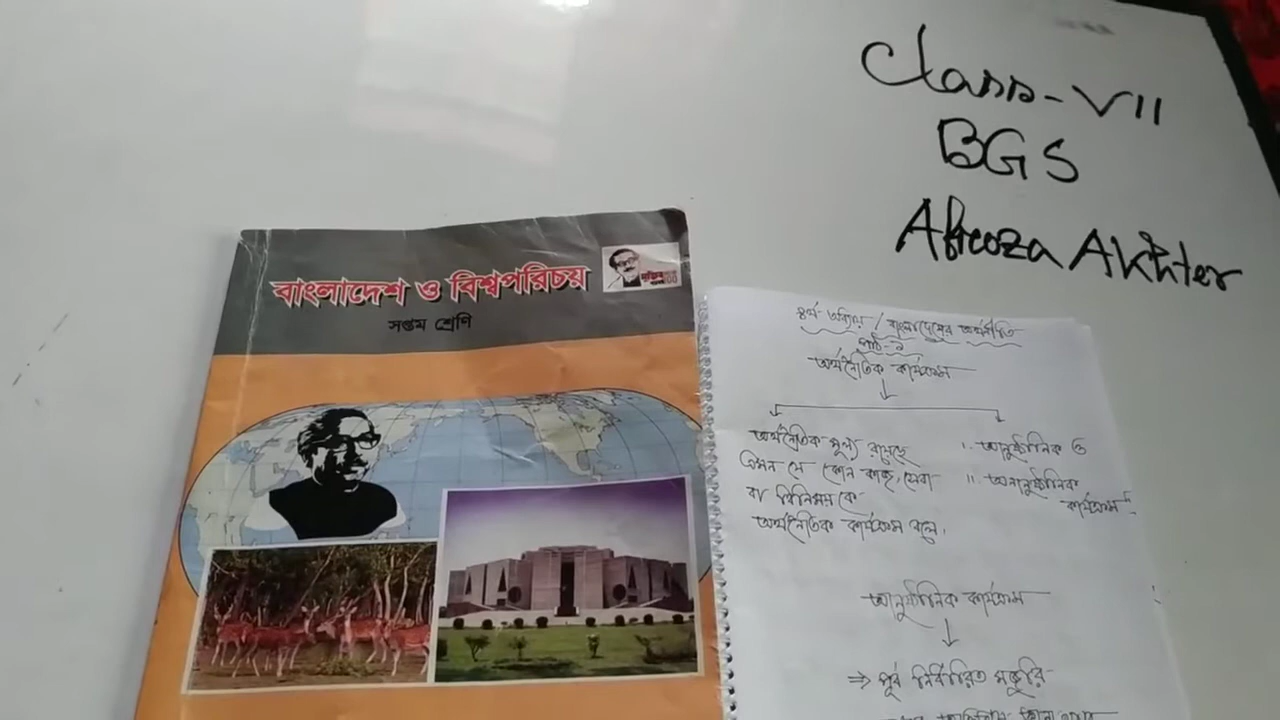 Class-VII
BGS
Afroza Akhter
বাংলাদেশ ও বিশ্বপরিচয়
সপ্তম শ্রেণি
৪র্থ অধ্যায় / বাংলাদেশের অর্থনীতি
পাঠ-১
অর্থনৈতিক কার্যক্রম
অর্থনৈতিক মূল্য রয়েছে
এমন যে কোন কাজ, সেবা
বা বিনিময় কে
অর্থনৈতিক কার্যক্রম বলে।
। আনুষ্ঠানিক ও
॥ অনানুষ্ঠানিক
কার্যক্রম
আনুষ্ঠানিক কার্যক্রম
⇒ পূর্ব নির্ধারিত মজুরি